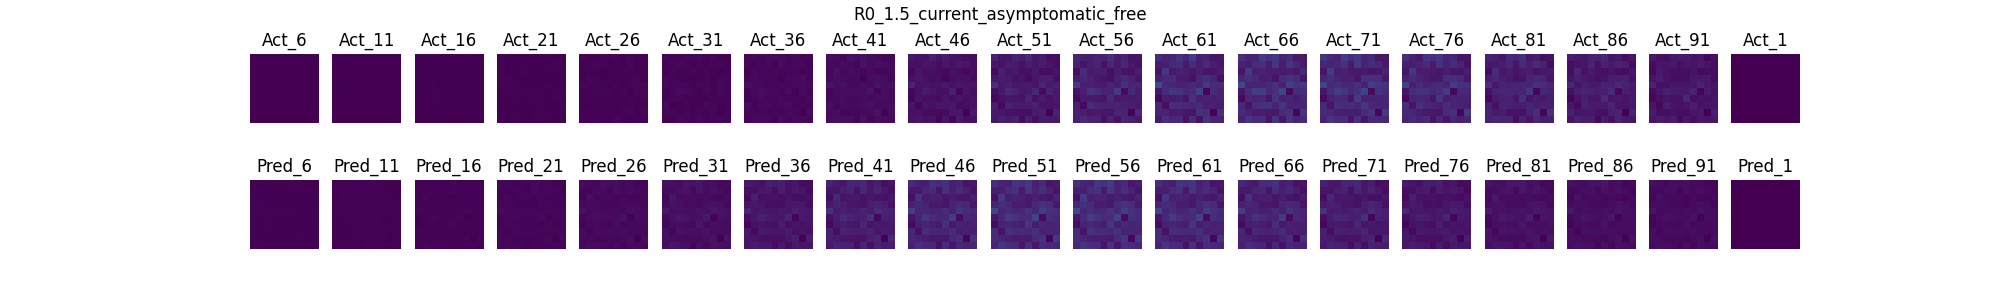 R0_1.5_current_asymptomatic_free
Act_6 Act_11 Act_16 Act_21 Act_26 Act_31 Act_36 Act_41 Act_46 Act_51 Act_56 Act_61 Act_66 Act_71 Act_76 Act_81 Act_86 Act_91 Act_1
Pred_6 Pred_11 Pred_16 Pred_21 Pred_26 Pred_31 Pred_36 Pred_41 Pred_46 Pred_51 Pred_56 Pred_61 Pred_66 Pred_71 Pred_76 Pred_81 Pred_86 Pred_91 Pred_1